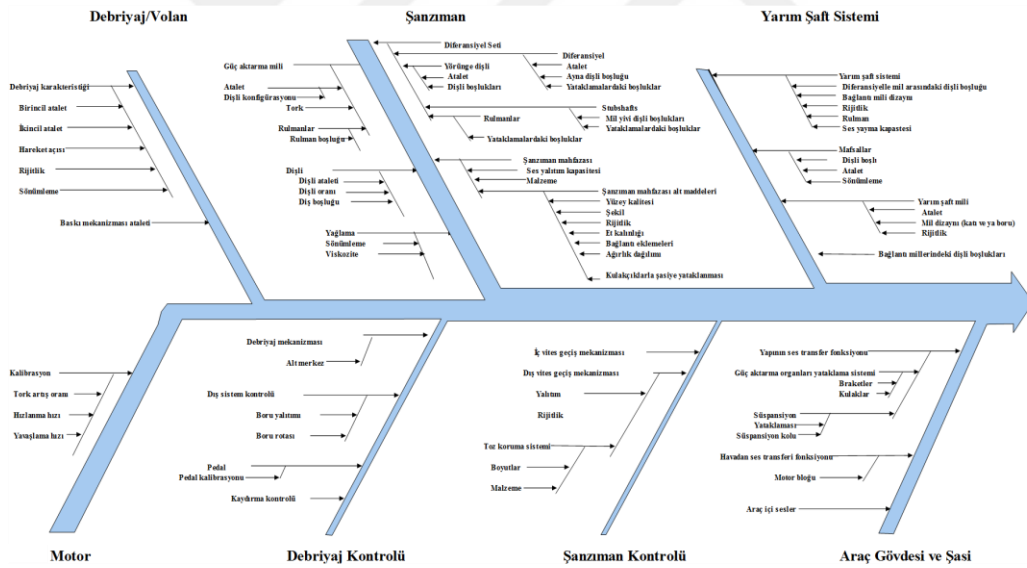 Debriyaj/Volan
Şanzıman
Yarım Şaft Sistemi
Debriyaj karakteristiği
Birincil atalet
İkincil atalet
Hareket açısı
Rijitlik
Sönümleme
Baskı mekanizması ataleti
Güç aktarma mili
Atalet
Dişli konfigürasyonu
Tork
Rulmanlar
Rulman boşluğu
Dişli
Dişli ataleti
Dişli oranı
Diş boşluğu
Yağlama
Sönümleme
Viskozite
Diferansiyel Seti
Yörünge dişli
Atalet
Dişli boşlukları
Rulmanlar
Yataklamalardaki boşluklar
Diferansiyel
Atalet
Ayna dişli boşluğu
Yataklamalardaki boşluklar
Stubshafts
Mil yivi dişli boşlukları
Yataklamalardaki boşluklar
Şanzıman mahfazası
Ses yalıtım kapasitesi
Malzeme
Şanzıman mahfazası alt maddeleri
Yüzey kalitesi
Şekil
Rijitlik
Et kalınlığı
Bağlantı eklemeleri
Ağırlık dağılımı
Kulakçıklarla şasiye yataklanması
Yarım şaft sistemi
Diferansiyelle mil arasındaki dişli boşluğu
Bağlantı mili dizaynı
Rijitlik
Rulman
Ses yayma kapastesi
Mafsallar
Dişli boşlı
Atalet
Sönümleme
Yarım şaft mili
Atalet
Mil dizaynı (katı ve ya boru)
Rijitlik
Bağlantı millerindeki dişli boşlukları
Kalibrasyon
Tork artış oranı
Hızlanma hızı
Yavaşlama hızı
Debriyaj mekanizması
Alt merkez
Dış sistem kontrolü
Boru yalıtımı
Boru rotası
Pedal
Pedal kalibrasyonu
Kaydırma kontrolü
İç vites geçiş mekanizması
Dış vites geçiş mekanizması
Yalıtım
Rijitlik
Toz koruma sistemi
Boyutlar
Malzeme
Yapının ses transfer fonksiyonu
Güç aktarma organları yataklama sistemi
Braketler
Kulaklar
Süspansiyon
Yataklaması
Süspansiyon kolu
Havadan ses transferi fonksiyonu
Motor bloğu
Araç içi sesler
Motor
Debriyaj Kontrolü
Şanzıman Kontrolü
Araç Gövdesi ve Şasi